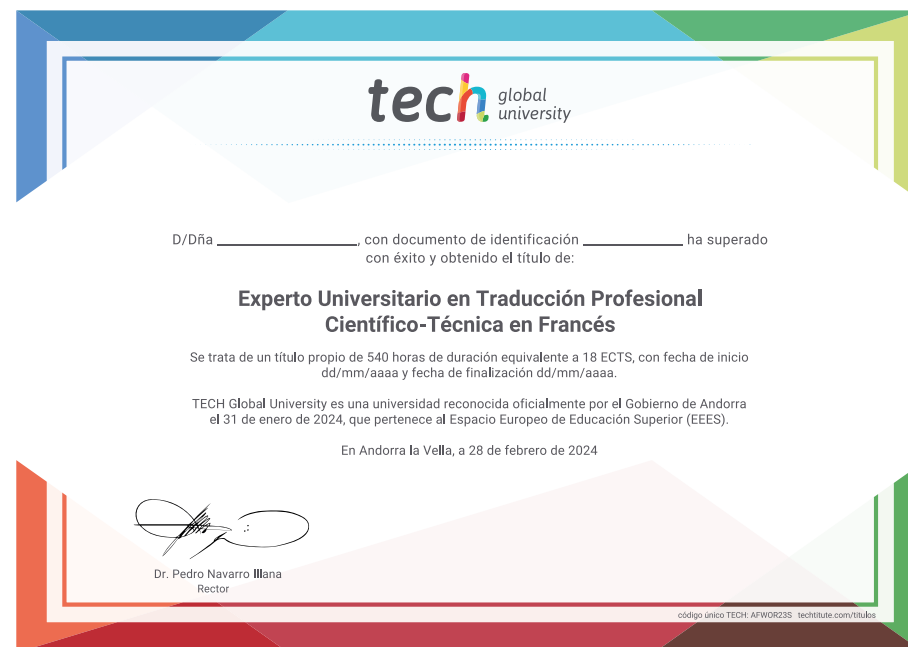 tech global
university
D/Dña ______________, con documento de identificación __________ ha superado
con éxito y obtenido el título de:
Experto Universitario en Traducción Profesional
Científico-Técnica en Francés
Se trata de un título propio de 540 horas de duración equivalente a 18 ECTS, con fecha de inicio
dd/mm/aaaa y fecha de finalización dd/mm/aaaa.
TECH Global University es una universidad reconocida oficialmente por el Gobierno de Andorra
el 31 de enero de 2024, que pertenece al Espacio Europeo de Educación Superior (EEES).
En Andorra la Vella, a 28 de febrero de 2024
Dr. Pedro Navarro Illana
Rector
código único TECH: AFWOR23S techtitute.com/titulos